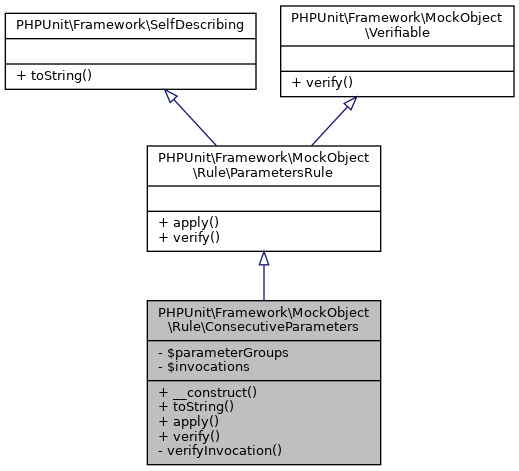 PHPUnit\Framework\SelfDescribing
+ toString()
PHPUnit\Framework\MockObject
\Verifiable
+ verify()
PHPUnit\Framework\MockObject
\Rule\ParametersRule
+ apply()
+ verify()
PHPUnit\Framework\MockObject
\Rule\ConsecutiveParameters
- $parameterGroups
- $invocations
+ __construct()
+ toString()
+ apply()
+ verify()
- verifyInvocation()